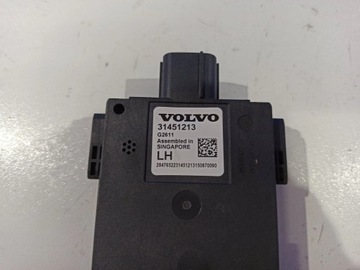 VOLVO
31451213
G2611
Assembled in
SINGAPORE
LH